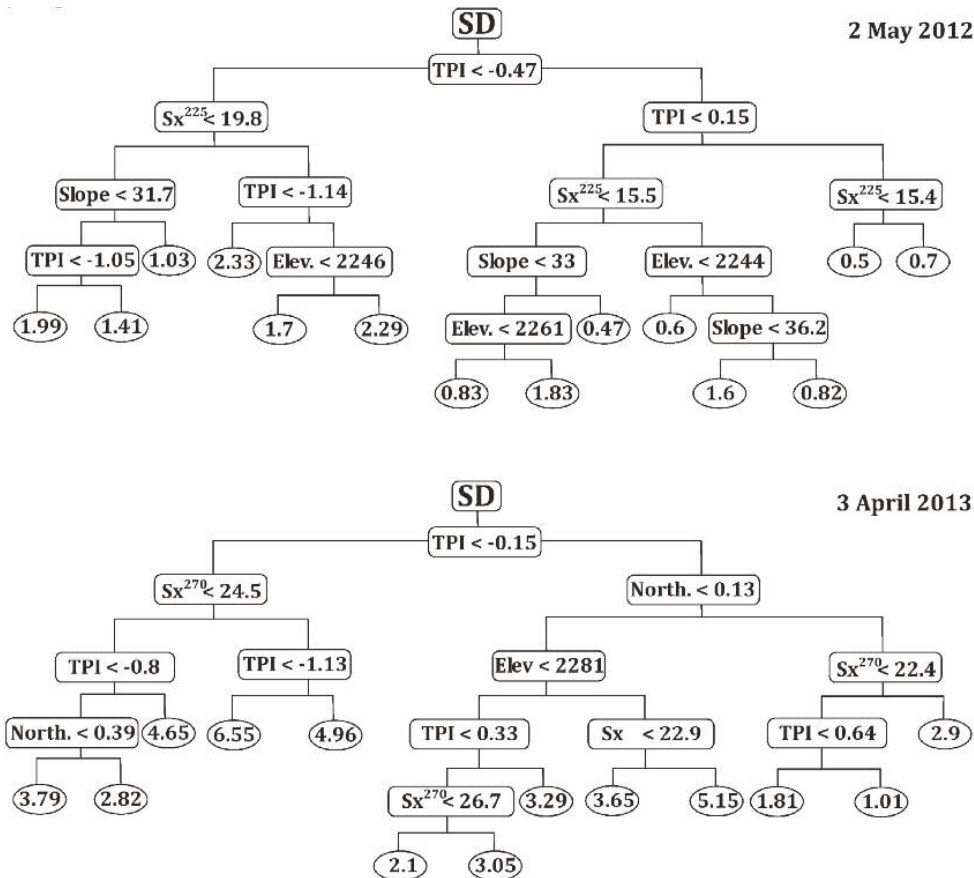 SD
2 May 2012
TPI < -0.47
Sx²²⁵< 19.8
TPI < 0.15
Slope < 31.7
TPI < -1.14
Sx²²⁵< 15.5
Sx²²⁵< 15.4
TPI < -1.05
1.03
2.33
Elev. < 2246
Slope < 33
Elev. < 2244
0.5
0.7
1.99
1.41
1.7
2.29
Elev. < 2261
0.47
0.6
Slope < 36.2
0.83
1.83
1.6
0.82
SD
3 April 2013
TPI < -0.15
Sx²⁷⁰< 24.5
North. < 0.13
TPI < -0.8
TPI < -1.13
Elev < 2281
Sx²⁷⁰< 22.4
North. < 0.39
4.65
6.55
4.96
TPI < 0.33
Sx < 22.9
TPI < 0.64
2.9
3.79
2.82
Sx²⁷⁰< 26.7
3.29
3.65
5.15
1.81
1.01
2.1
3.05